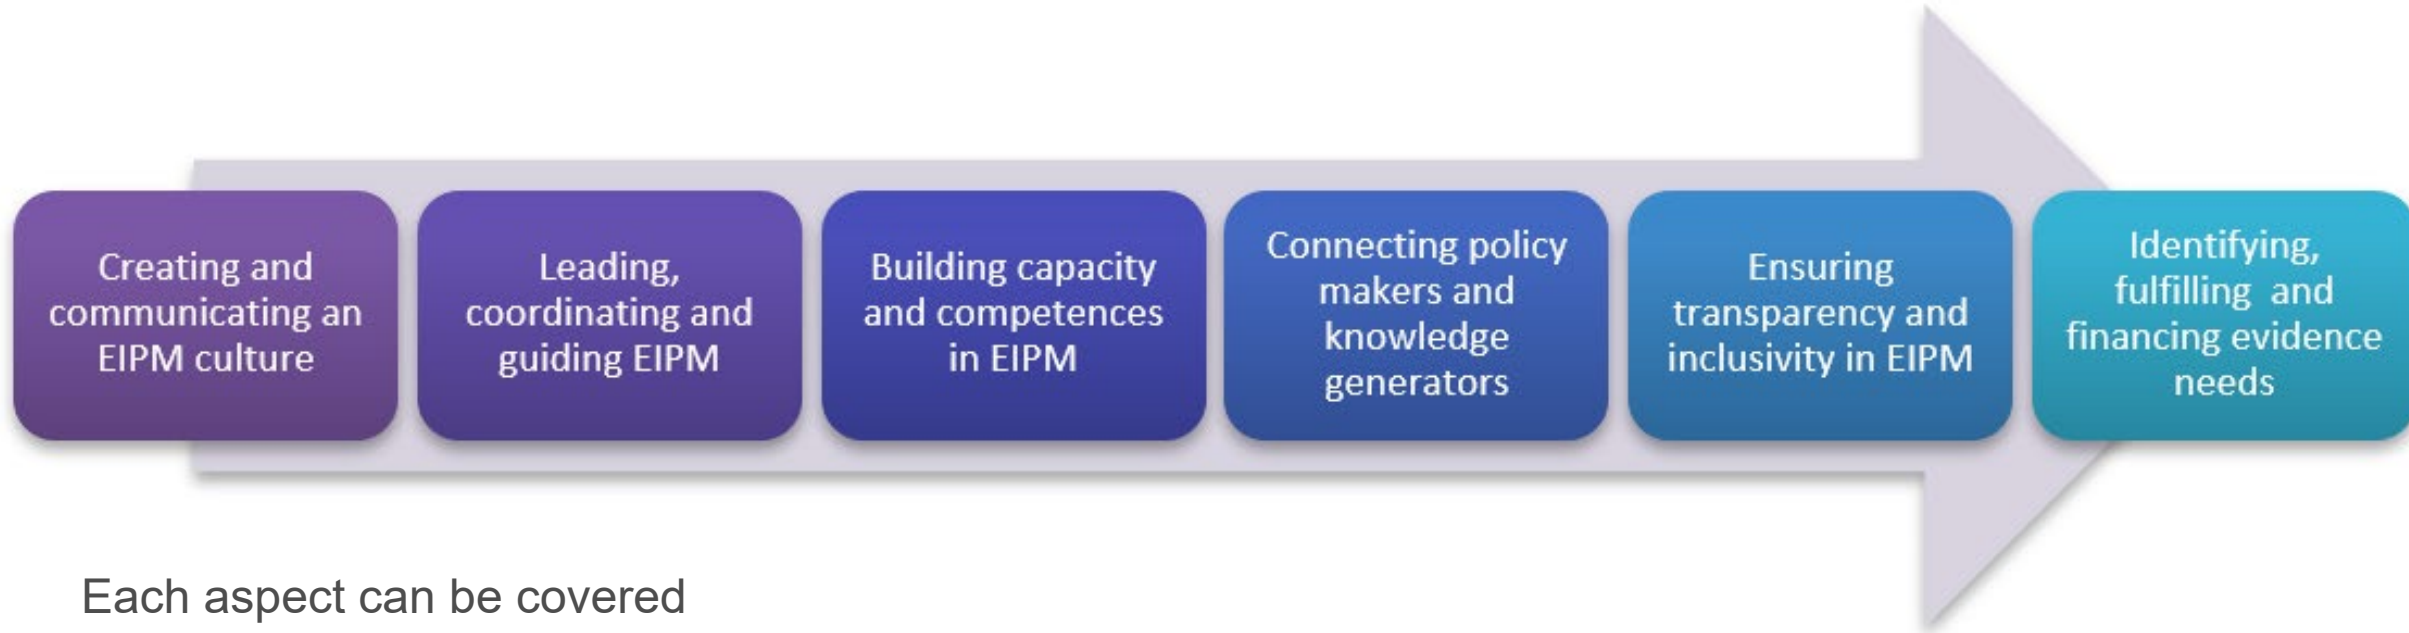 Creating and
communicating an
EIPM culture
Leading,
coordinating and
guiding EIPM
Building capacity
and competences
in EIPM
Connecting policy
makers and
knowledge
generators
Ensuring
transparency and
inclusivity in EIPM
Identifying,
fulfilling and
financing evidence
needs
Each aspect can be covered